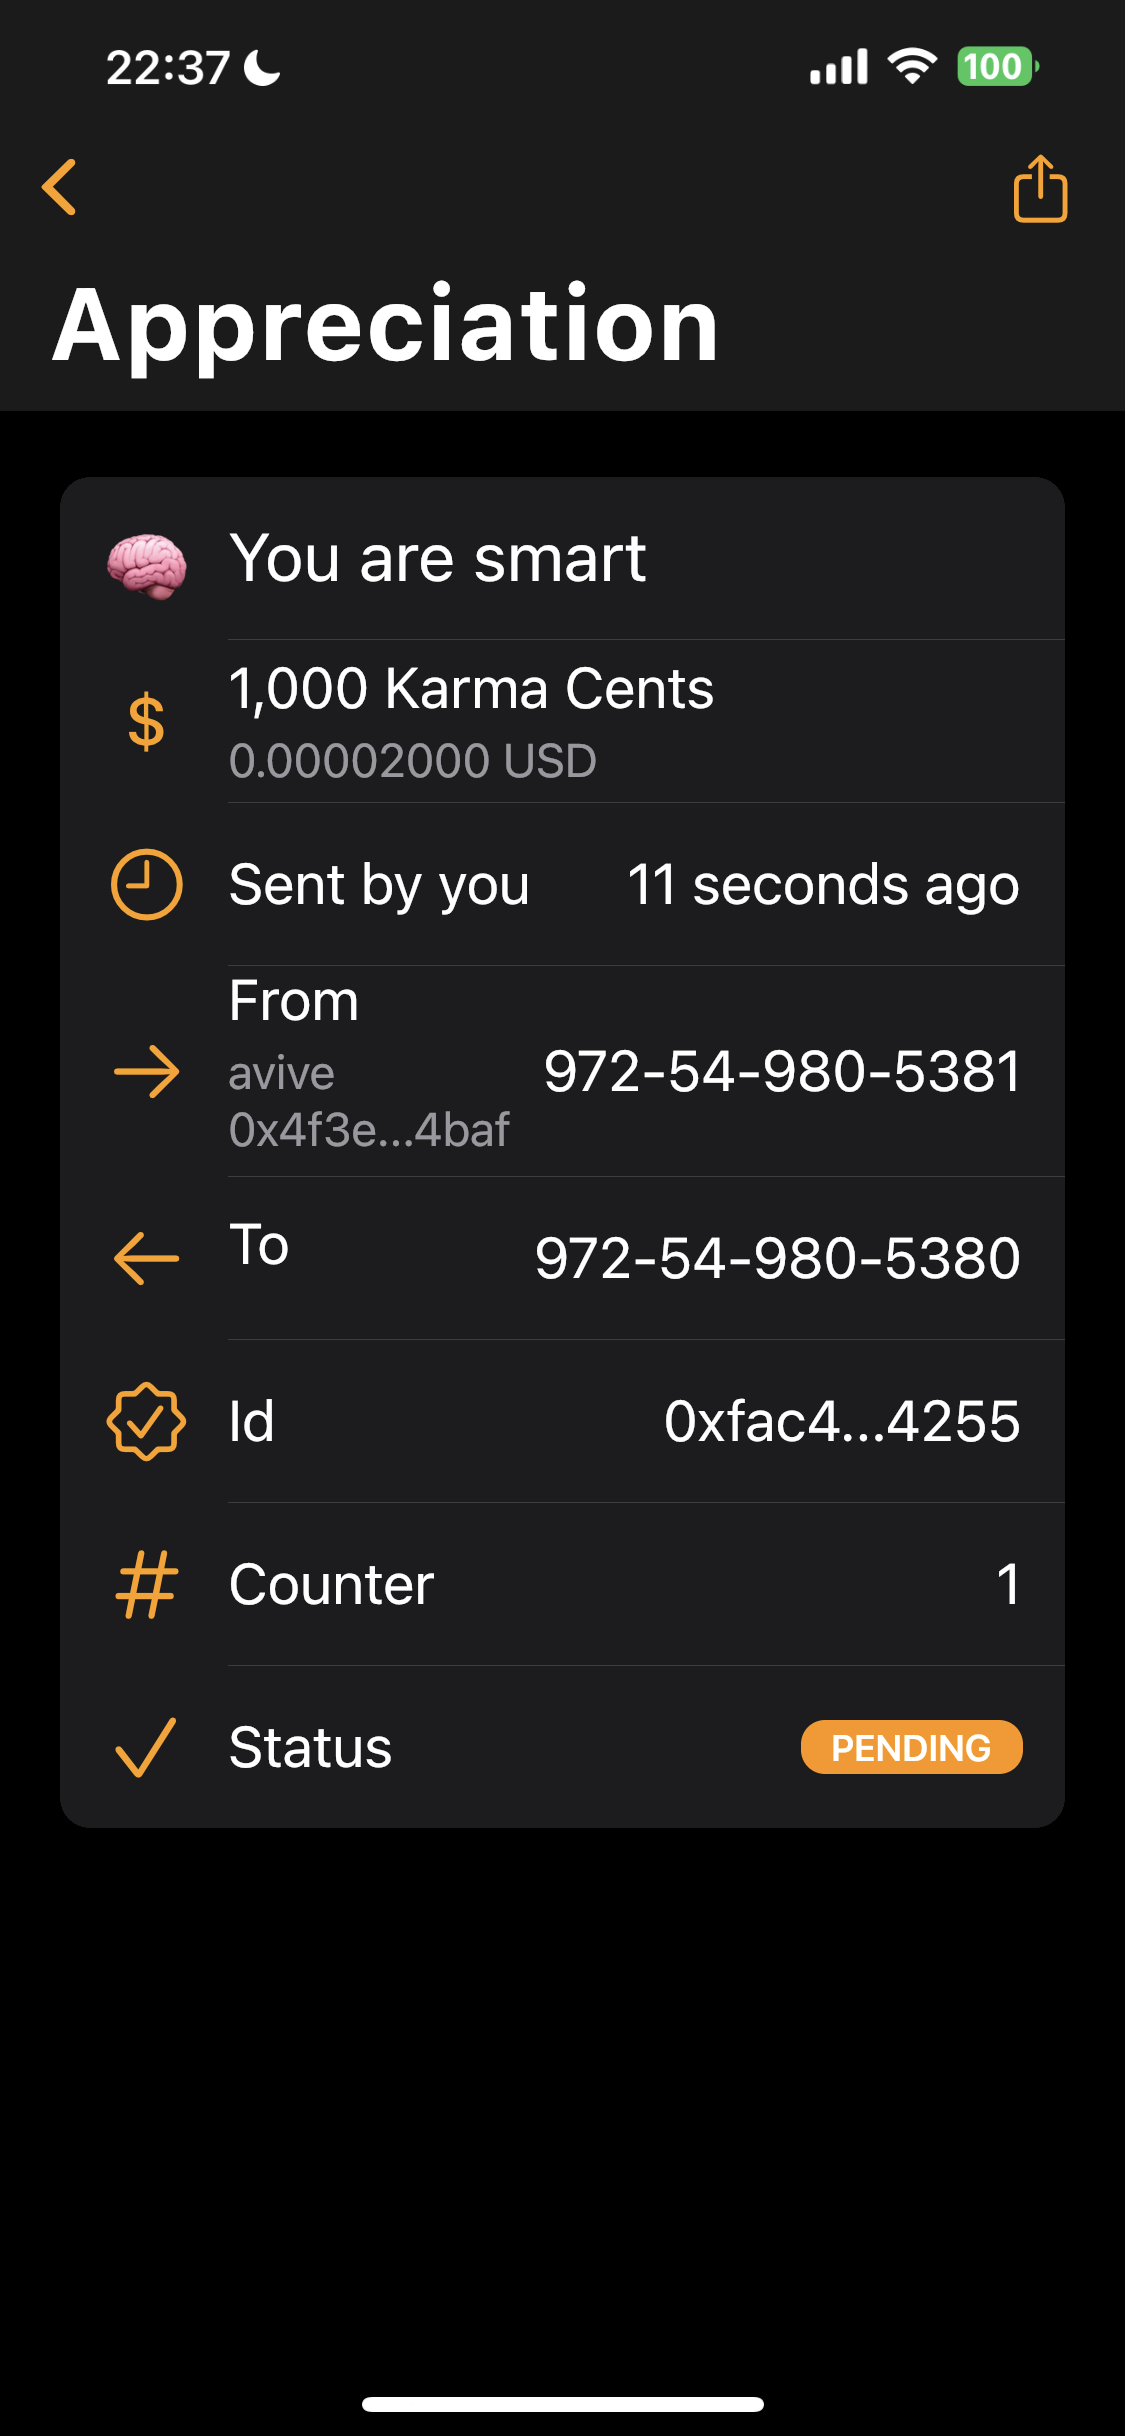 22:37
100
Appreciation
You are smart
$ 1,000 Karma Cents
0.00002000 USD
Sent by you 11 seconds ago
From
avive 972-54-980-5381
0x4f3e...4baf
To 972-54-980-5380
Id 0xfac4...4255
# Counter 1
Status PENDING